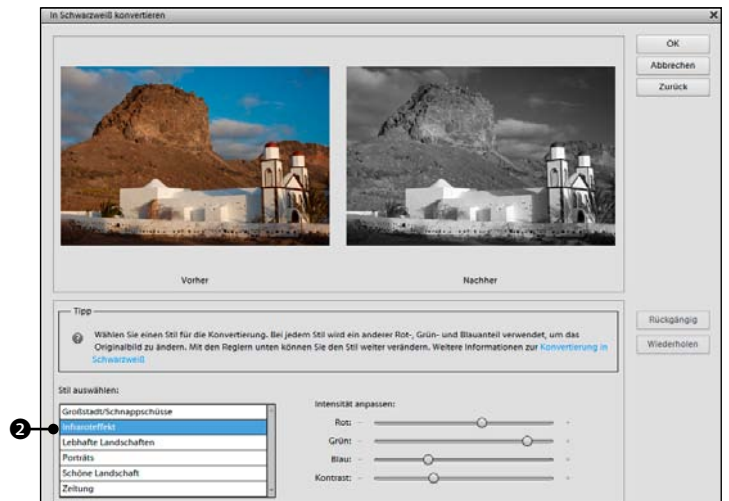 In Schwarzweiß konvertieren
OK
Abbrechen
Zurück
Vorher
Nachher
Tipp
Wählen Sie einen Stil für die Konvertierung. Bei jedem Stil wird ein anderer Rot-, Grün- und Blauanteil verwendet, um das
Originalbild zu ändern. Mit den Reglern unten können Sie den Stil weiter verändern. Weitere Informationen zur Konvertierung in
Schwarzweiß
Rückgängig
Wiederholen
Stil auswählen:
Großstadt/Schnappschüsse
Infraroteffekt
Lebhafte Landschaften
Porträts
Schöne Landschaft
Zeitung
Intensität anpassen:
Rot:
Grün:
Blau:
Kontrast:
2